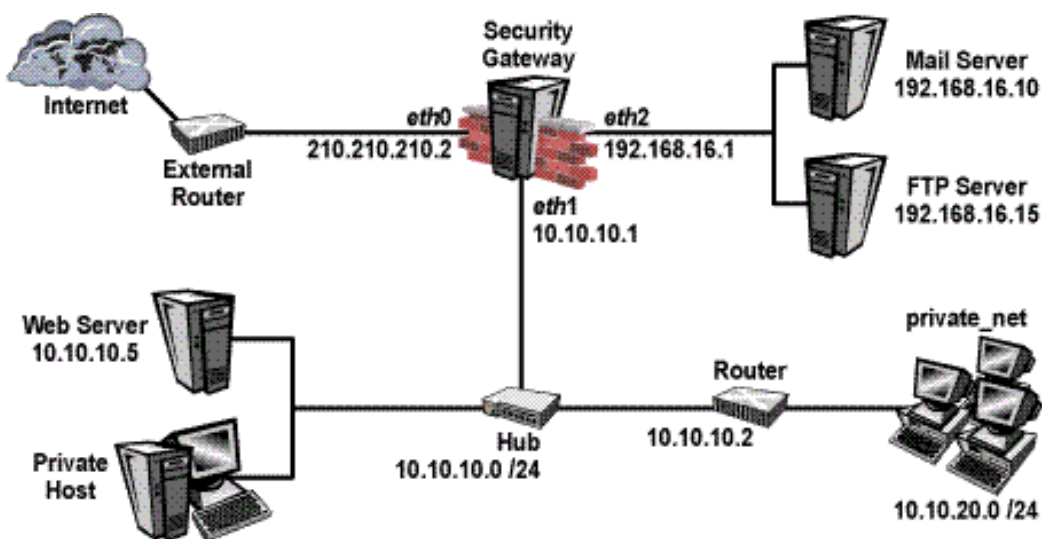 Security
Gateway
Internet
External
Router
eth0
210.210.210.2
eth2
192.168.16.1
eth1
10.10.10.1
Mail Server
192.168.16.10
FTP Server
192.168.16.15
Web Server
10.10.10.5
Private
Host
Hub
10.10.10.0 /24
Router
10.10.10.2
private_net
10.10.20.0 /24